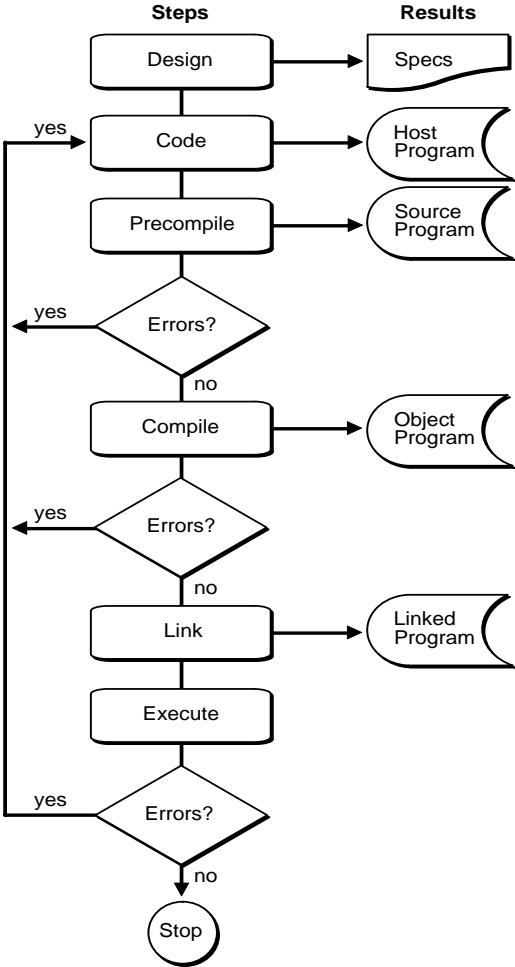 Steps
Results
Design
Specs
yes
Code
Host
Program
Precompile
Source
Program
yes
Errors?
no
Compile
Object
Program
yes
Errors?
no
Link
Linked
Program
Execute
yes
Errors?
no
Stop